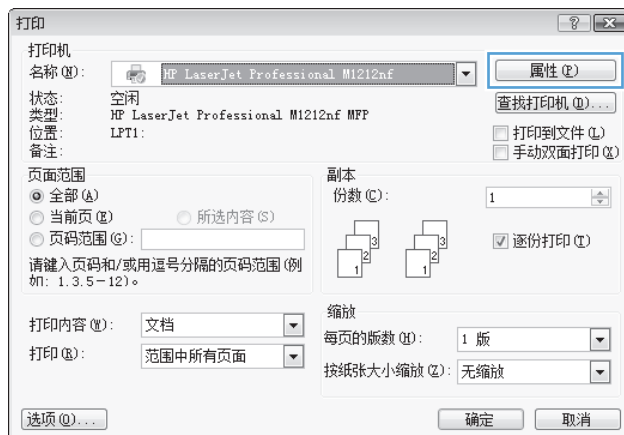 打印
打印机
名称(N): HP LaserJet Professional M1212nf 属性(P)
状态: 空闲 查找打印机(D)...
类型: HP LaserJet Professional M1212nf MFP
位置: LPT1: 打印到文件(L)
备注: 手动双面打印(X)
页面范围 副本
全部(A) 份数(C): 1
当前页(E) 所选内容(S)
页码范围(G): 逐份打印(T)
1 2 3 1 2 3
请键入页码和/或用逗号分隔的页码范围(例
如: 1.3.5-12)。
缩放
打印内容(W): 文档 每页的版数(H): 1 版
打印(R): 范围中所有页面 按纸张大小缩放(Z): 无缩放
选项(O)... 确定 取消